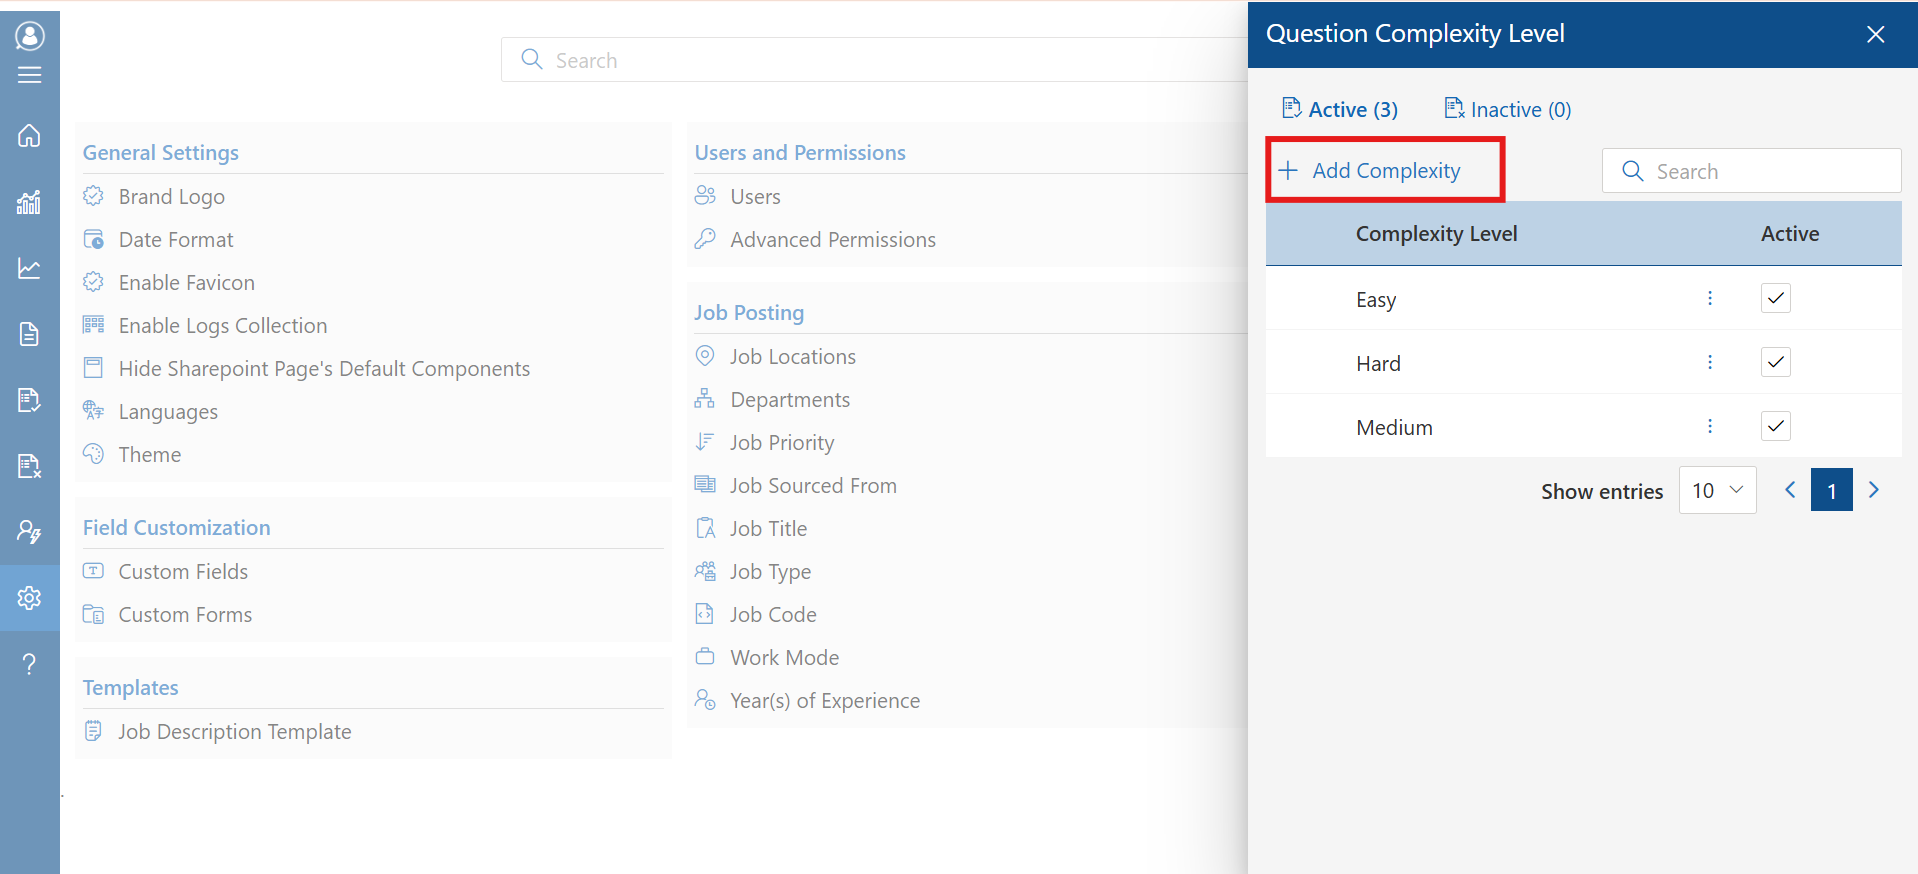 Search
General Settings
Brand Logo
Date Format
Enable Favicon
Enable Logs Collection
Hide Sharepoint Page's Default Components
Languages
Theme
Field Customization
Custom Fields
Custom Forms
Templates
Job Description Template
Users and Permissions
Users
Advanced Permissions
Job Posting
Job Locations
Departments
Job Priority
Job Sourced From
Job Title
Job Type
Job Code
Work Mode
Year(s) of Experience
Question Complexity Level
Active (3) Inactive (0)
Add Complexity Search
Complexity Level Active
Easy
Hard
Medium
Show entries 10 1